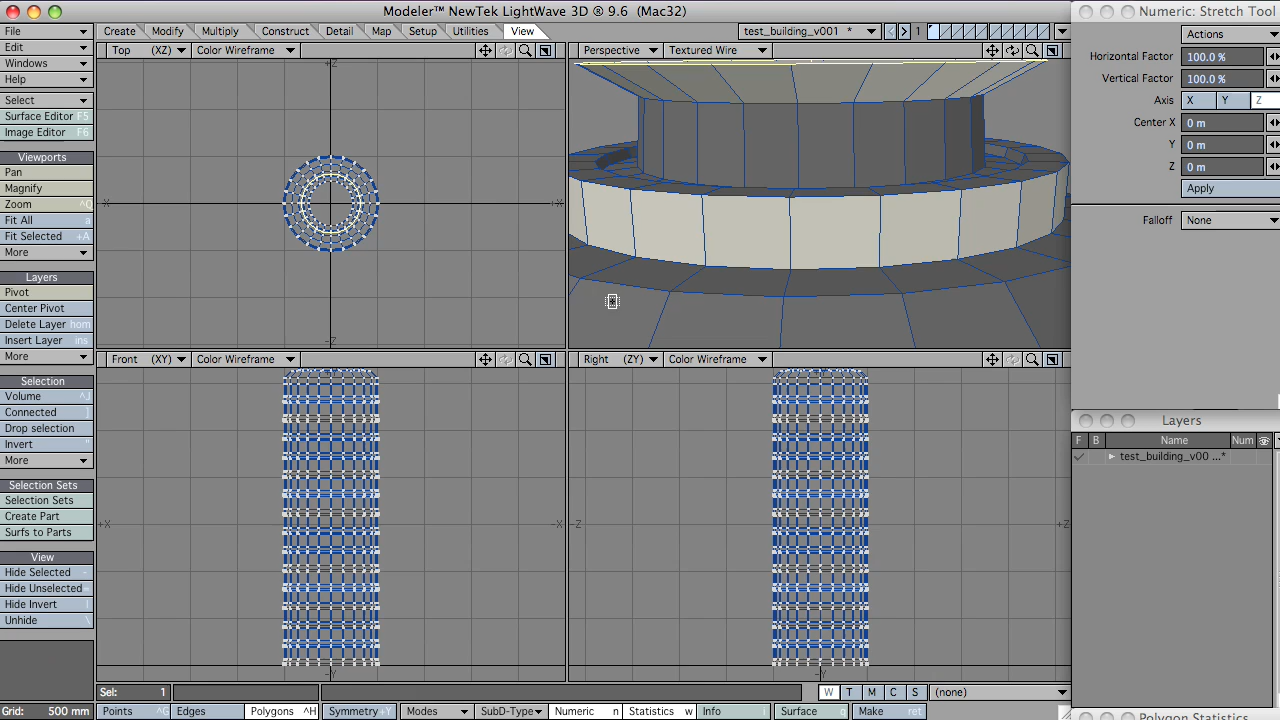 Modeler™ NewTek LightWave 3D ® 9.6 (Mac32)
Numeric: Stretch Tool
File
Create Modify Multiply Construct Detail Map Setup Utilities View
test_building_v001 * 1
Actions
Edit
Top (XZ) Color Wireframe
Perspective Textured Wire
Windows
Horizontal Factor 100.0 %
Help
Vertical Factor 100.0 %
Select
Axis X Y Z
Surface Editor F5
Center X 0 m
Image Editor F6
Y 0 m
Viewports
Z 0 m
Pan
Magnify
Apply
Zoom
Fit All a
Falloff None
Fit Selected +A
More
Layers
Pivot
Center Pivot
Delete Layer hom
Insert Layer ins
More
Front (XY) Color Wireframe
Right (ZY) Color Wireframe
Selection
Volume ^J
Connected ]
Layers
Drop selection
Invert "
F B Name Num
More
test_building_v00 ...*
Selection Sets
Selection Sets
Create Part
Surfs to Parts
View
Hide Selected -
Hide Unselected =
Hide Invert |
Unhide \
Sel: 1
W T M C S (none)
Grid: 500 mm
Points ^G Edges Polygons ^H Symmetry +Y Modes SubD-Type Numeric n Statistics w Info i Surface q Make ret
Polygon Statistics